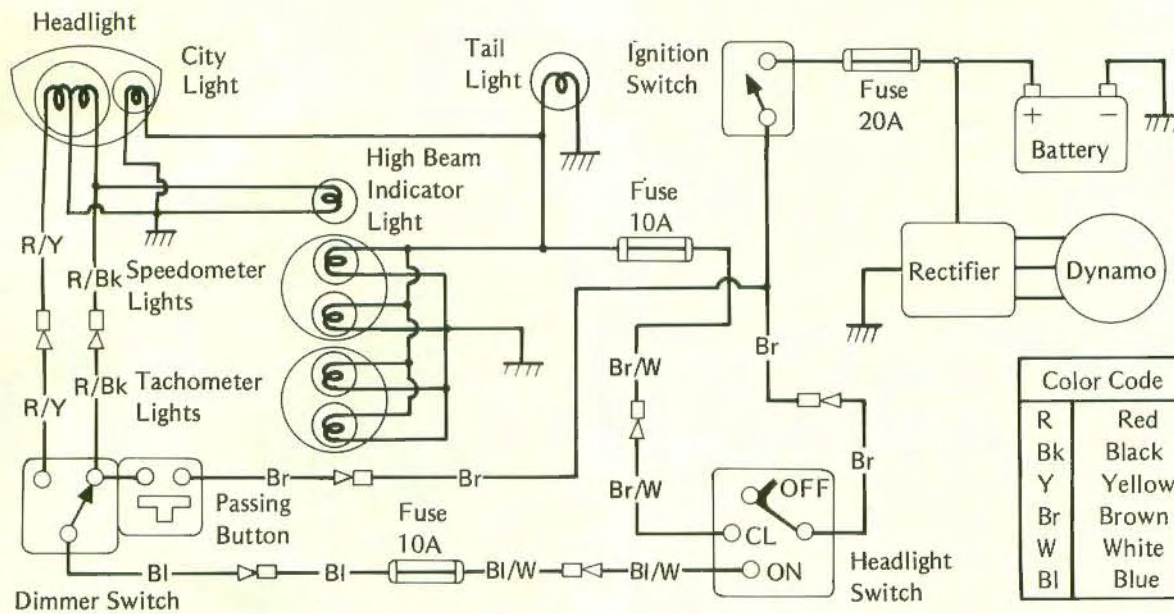 Headlight
City
Light
Tail
Light
Ignition
Switch
Fuse
20A
+
−
Battery
High Beam
Indicator
Light
Fuse
10A
R/Y
R/Bk
Speedometer
Lights
Rectifier
Dynamo
Br
Br/W
R/Y
R/Bk
Tachometer
Lights
Color Code
R Red
Bk Black
Y Yellow
Br Brown
W White
Bl Blue
Br
Br
Br
Br/W
OFF
CL
ON
Passing
Button
Fuse
10A
Headlight
Switch
Bl
Bl
Bl/W
Bl/W
Dimmer Switch